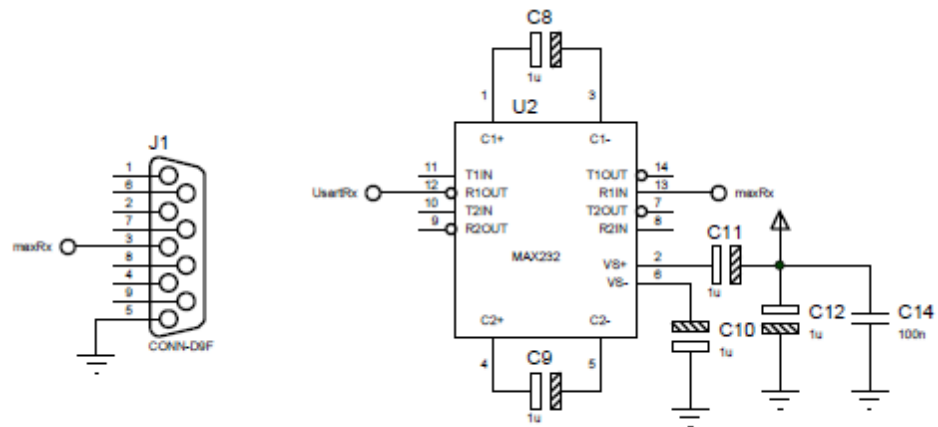 C8
1u
1
3
U2
C1+
C1-
J1
1
6
2
7
3
8
4
9
5
maxRx
CONN-D9F
UsartRx
11
T1IN
T1OUT
14
12
R1OUT
R1IN
13
maxRx
10
T2IN
T2OUT
7
9
R2OUT
R2IN
8
MAX232
VS+
2
VS-
6
C11
1u
C10
1u
C12
1u
C14
100n
C2+
C2-
4
5
C9
1u